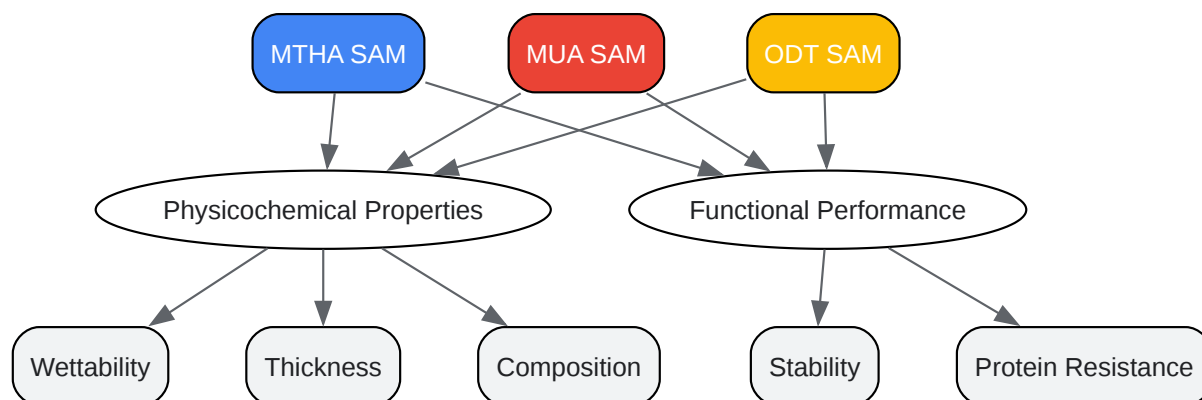 MTHA SAM
MUA SAM
ODT SAM
Physicochemical Properties
Functional Performance
Wettability
Thickness
Composition
Stability
Protein Resistance